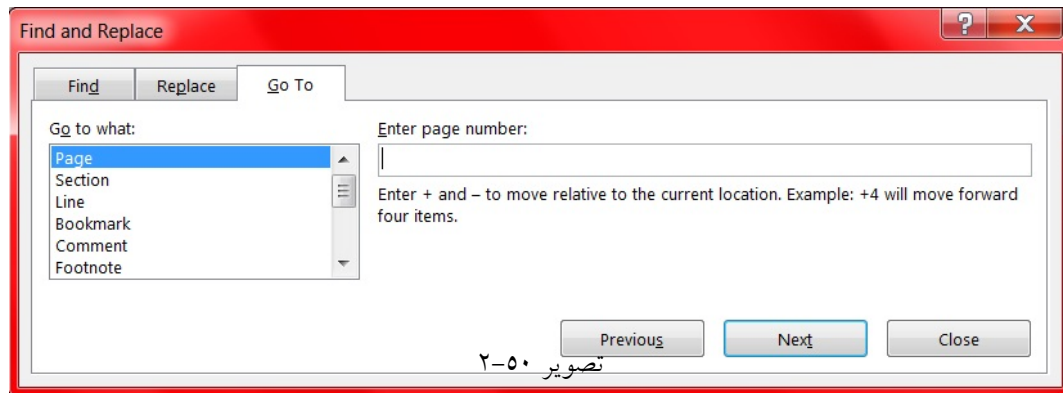 Find and Replace
Find Replace Go To
Go to what:
Page
Section
Line
Bookmark
Comment
Footnote
Enter page number:
Enter + and – to move relative to the current location. Example: +4 will move forward
four items.
Previous Next Close
تصویر ۵۰-۲